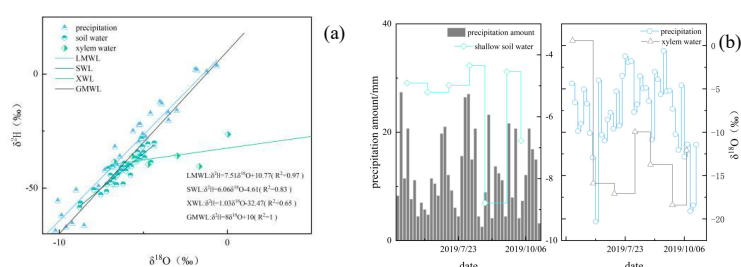 (a)
precipitation
soil water
xylem water
LMWL
SWL
XWL
GMWL
δ²H（‰）
0
-50
LMWL:δ²H=7.51δ¹⁸O+10.77( R²=0.97 )
SWL:δ²H=6.06δ¹⁸O-4.61( R²=0.83 )
XWL:δ²H=1.03δ¹⁸O-32.47( R²=0.65 )
GMWL:δ²H=8δ¹⁸O+10( R²=1 )
-10
0
δ¹⁸O（‰）
(b)
precipitation amount
shallow soil water
precipitation
xylem water
precipitation amount/mm
40
20
0
-4
-6
-8
-10
0
-5
-10
-15
-20
δ¹⁸O（‰）
2019/7/23
2019/10/06
2019/7/23
2019/10/06
date
date